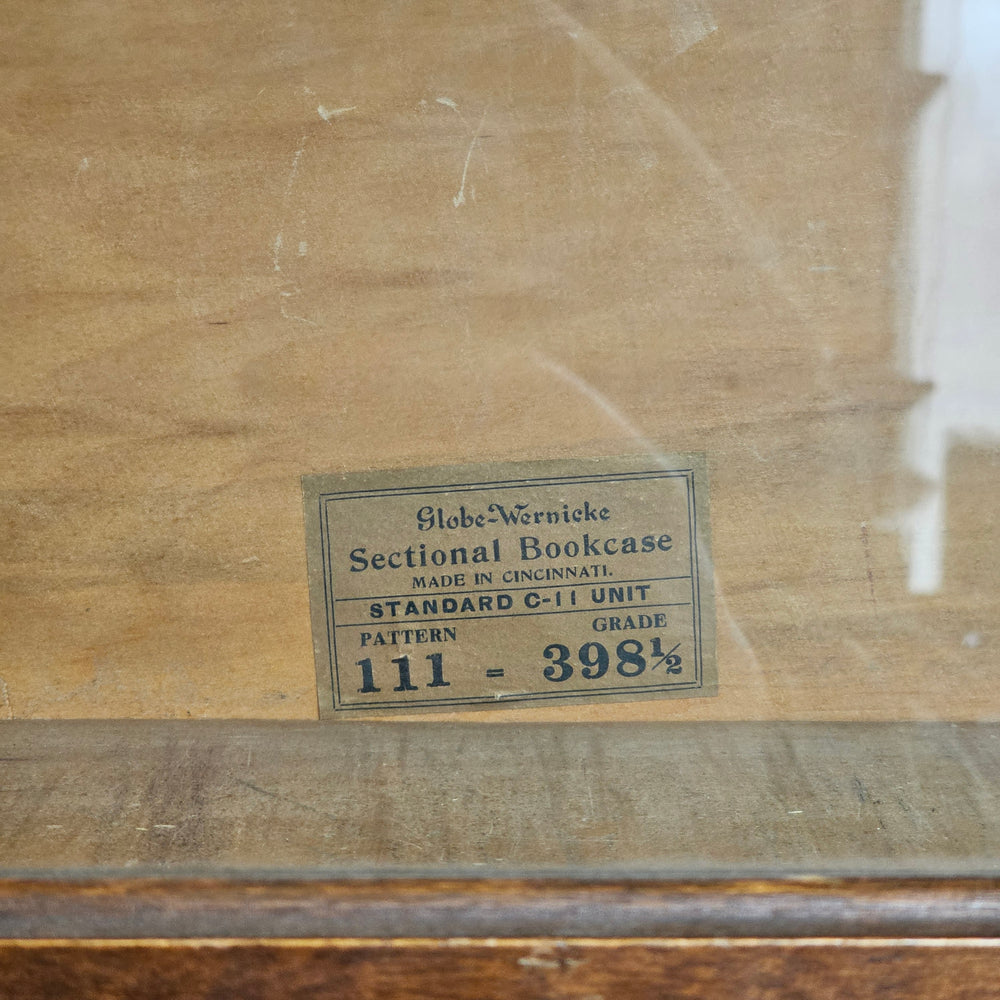 Globe-Wernicke
Sectional Bookcase
MADE IN CINCINNATI.
STANDARD C-11 UNIT
PATTERN GRADE
111 = 398½